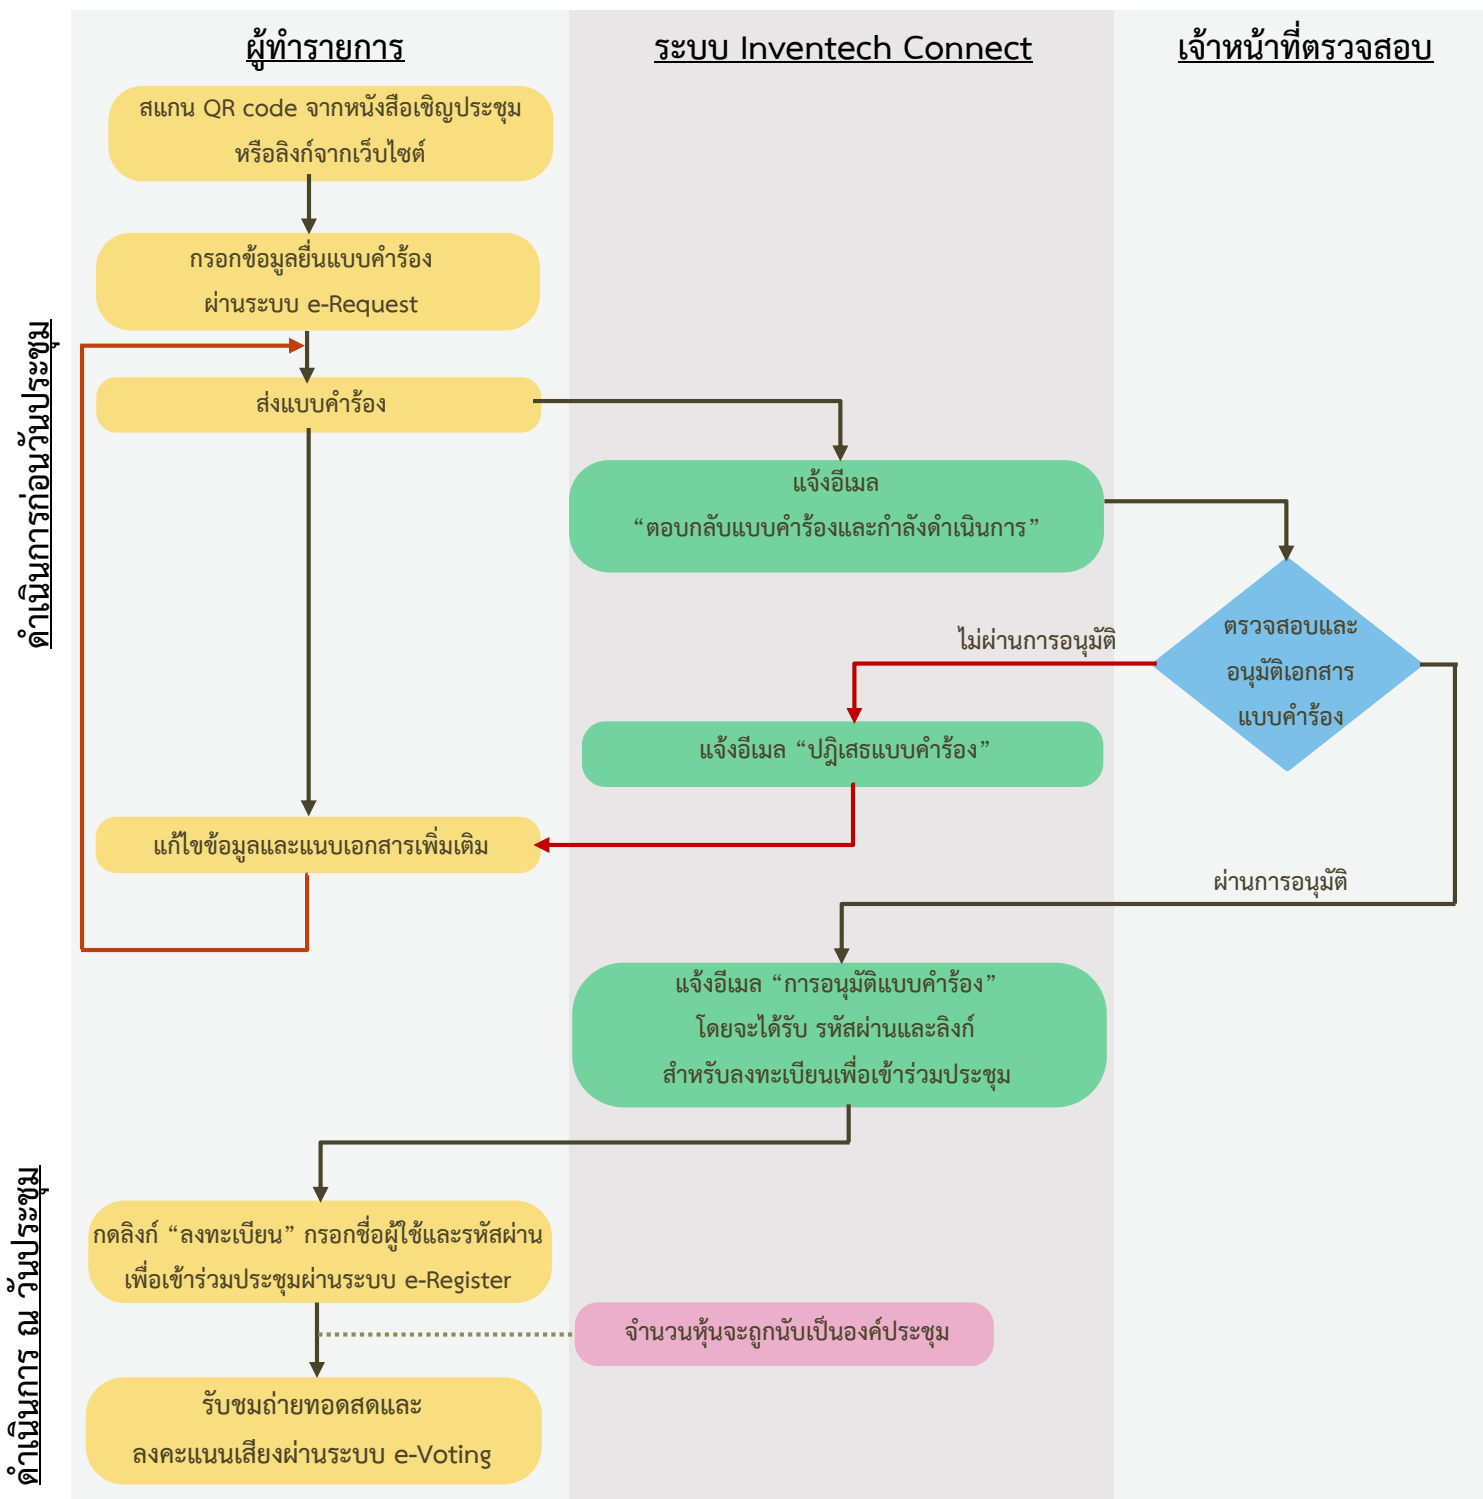 ผู้ทำรายการ
ระบบ Inventech Connect
เจ้าหน้าที่ตรวจสอบ
ดำเนินการก่อนวันประชุม
สแกน QR code จากหนังสือเชิญประชุม
หรือลิงก์จากเว็บไซต์
กรอกข้อมูลยื่นแบบคำร้อง
ผ่านระบบ e-Request
ส่งแบบคำร้อง
แจ้งอีเมล
“ตอบกลับแบบคำร้องและกำลังดำเนินการ”
ตรวจสอบและ
อนุมัติเอกสาร
แบบคำร้อง
ไม่ผ่านการอนุมัติ
แจ้งอีเมล “ปฎิเสธแบบคำร้อง”
แก้ไขข้อมูลและแนบเอกสารเพิ่มเติม
ผ่านการอนุมัติ
แจ้งอีเมล “การอนุมัติแบบคำร้อง”
โดยจะได้รับ รหัสผ่านและลิงก์
สำหรับลงทะเบียนเพื่อเข้าร่วมประชุม
ดำเนินการ ณ วันประชุม
กดลิงก์ “ลงทะเบียน” กรอกชื่อผู้ใช้และรหัสผ่าน
เพื่อเข้าร่วมประชุมผ่านระบบ e-Register
จำนวนหุ้นจะถูกนับเป็นองค์ประชุม
รับชมถ่ายทอดสดและ
ลงคะแนนเสียงผ่านระบบ e-Voting